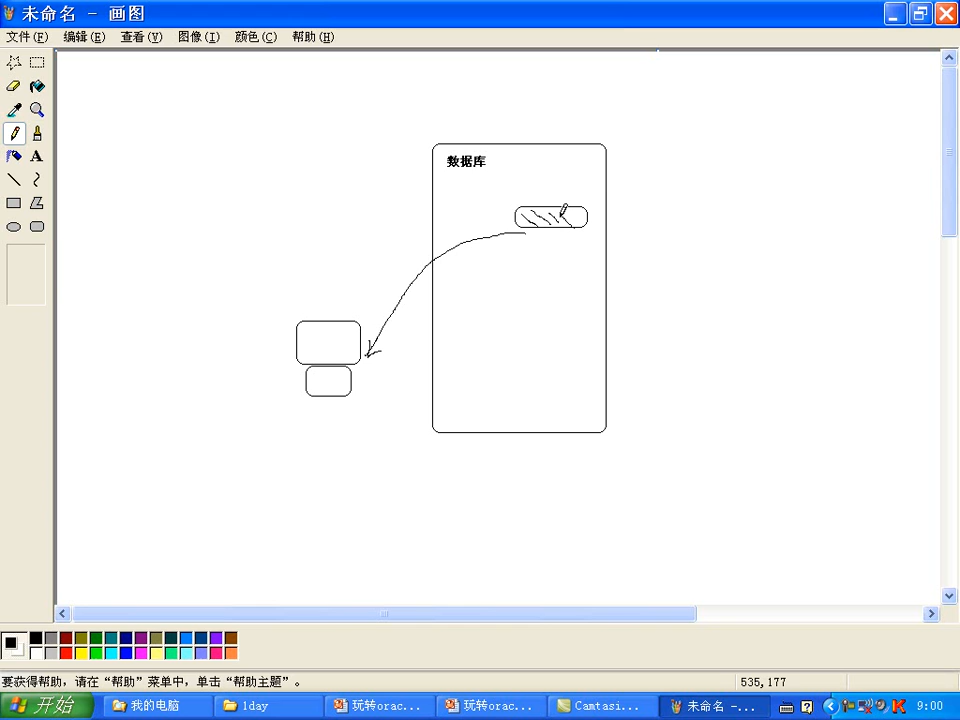 未命名 - 画图
文件(F) 编辑(E) 查看(V) 图像(I) 颜色(C) 帮助(H)
A
数据库
要获得帮助，请在“帮助”菜单中，单击“帮助主题”。
535,177
开始
我的电脑
1day
玩转orac...
玩转orac...
Camtasi...
未命名 -...
9:00